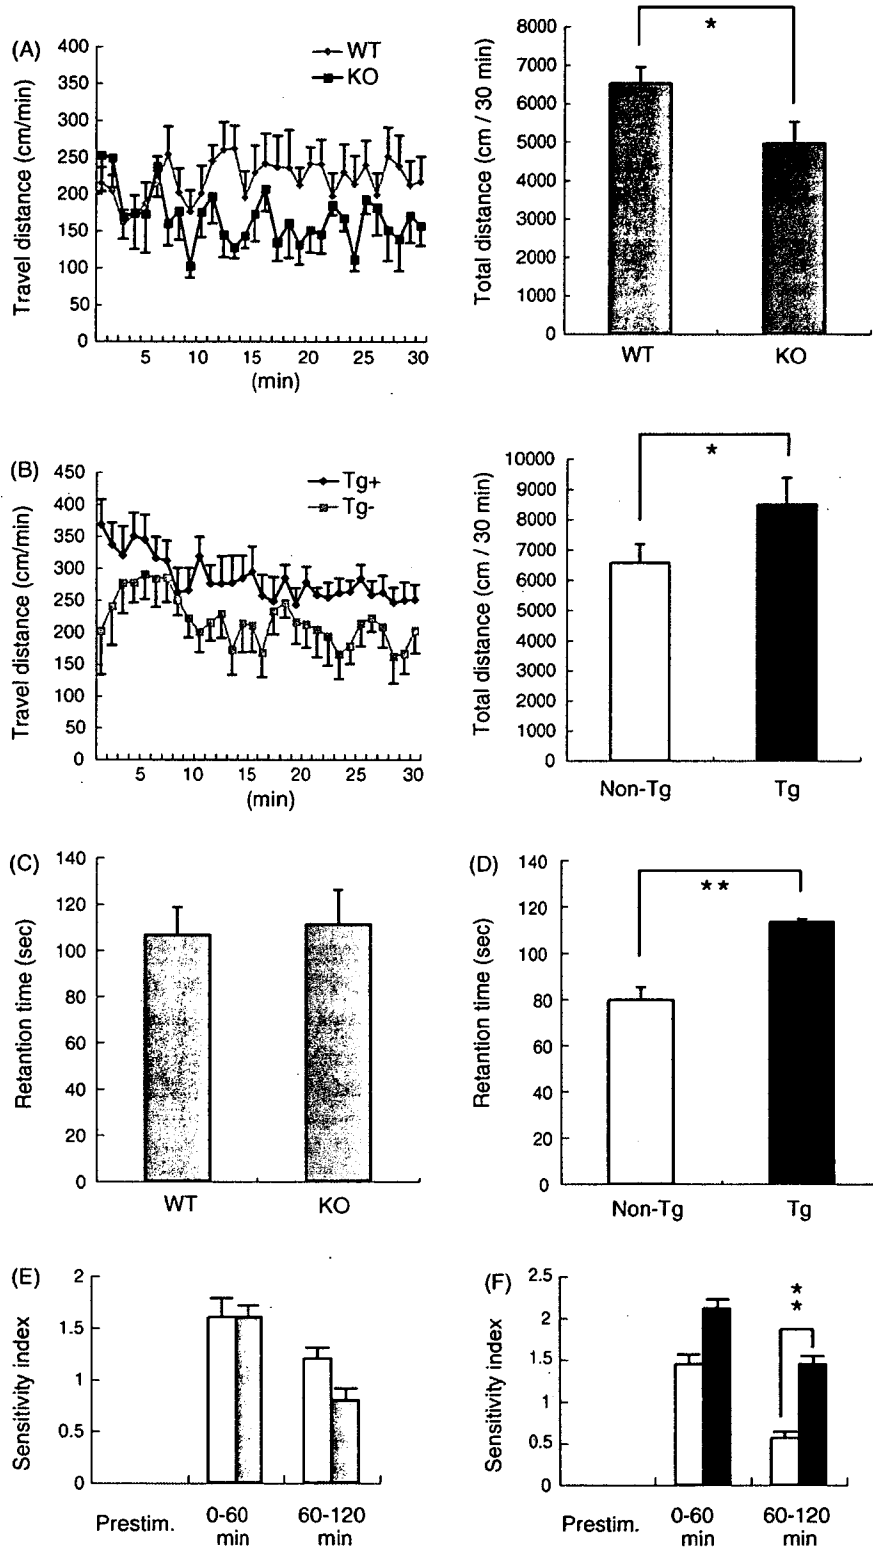 (A)
Travel distance (cm/min)
400
350
300
250
200
150
100
50
0
WT
KO
5 10 15 20 25 30
(min)
Total distance (cm / 30 min)
8000
7000
6000
5000
4000
3000
2000
1000
0
*
WT KO
(B)
Travel distance (cm/min)
450
400
350
300
250
200
150
100
50
0
Tg+
Tg-
5 10 15 20 25 30
(min)
Total distance (cm / 30 min)
10000
9000
8000
7000
6000
5000
4000
3000
2000
1000
0
*
Non-Tg Tg
(C)
Retantion time (sec)
140
120
100
80
60
40
20
0
WT KO
(D)
Retantion time (sec)
140
120
100
80
60
40
20
0
**
Non-Tg Tg
(E)
Sensitivity index
2
1.5
1
0.5
0
Prestim. 0-60 60-120
min min
(F)
Sensitivity index
2.5
2
1.5
1
0.5
0
*
*
Prestim. 0-60 60-120
min min